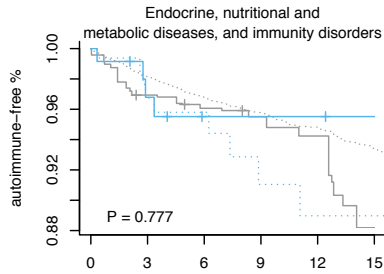 Endocrine, nutritional and
metabolic diseases, and immunity disorders
autoimmune−free %
1.00
0.96
0.92
0.88
P = 0.777
0 3 6 9 12 15